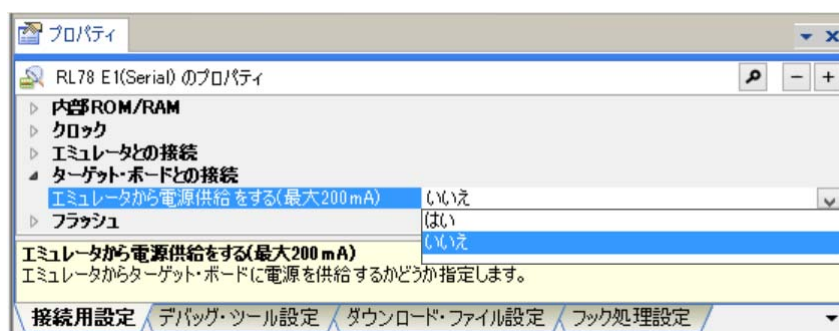 プロパティ
RL78 E1(Serial) のプロパティ
内部ROM/RAM
クロック
エミュレータとの接続
ターゲット・ボードとの接続
エミュレータから電源供給をする(最大200mA) いいえ
はい
フラッシュ
いいえ
エミュレータから電源供給をする(最大200mA)
エミュレータからターゲット・ボードに電源を供給するかどうか指定します。
接続用設定 デバッグ・ツール設定 ダウンロード・ファイル設定 フック処理設定